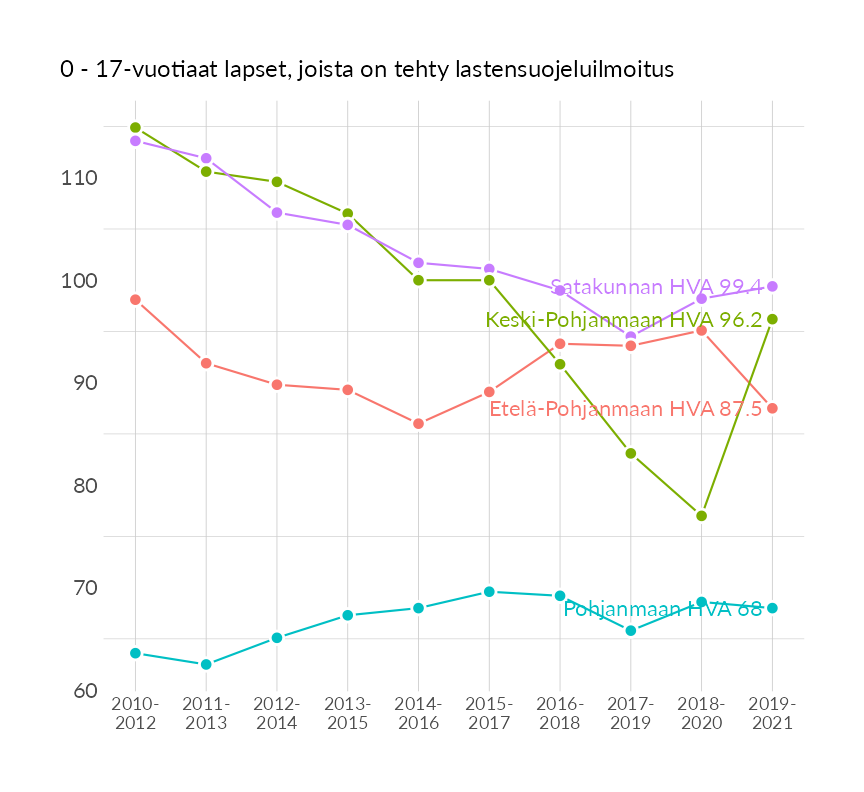 0 - 17-vuotiaat lapset, joista on tehty lastensuojeluilmoitus
110
100
90
80
70
60
Satakunnan HVA 99.4
Keski-Pohjanmaan HVA 96.2
Etelä-Pohjanmaan HVA 87.5
Pohjanmaan HVA 68
2010- 2011- 2012- 2013- 2014- 2015- 2016- 2017- 2018- 2019-
2012 2013 2014 2015 2016 2017 2018 2019 2020 2021